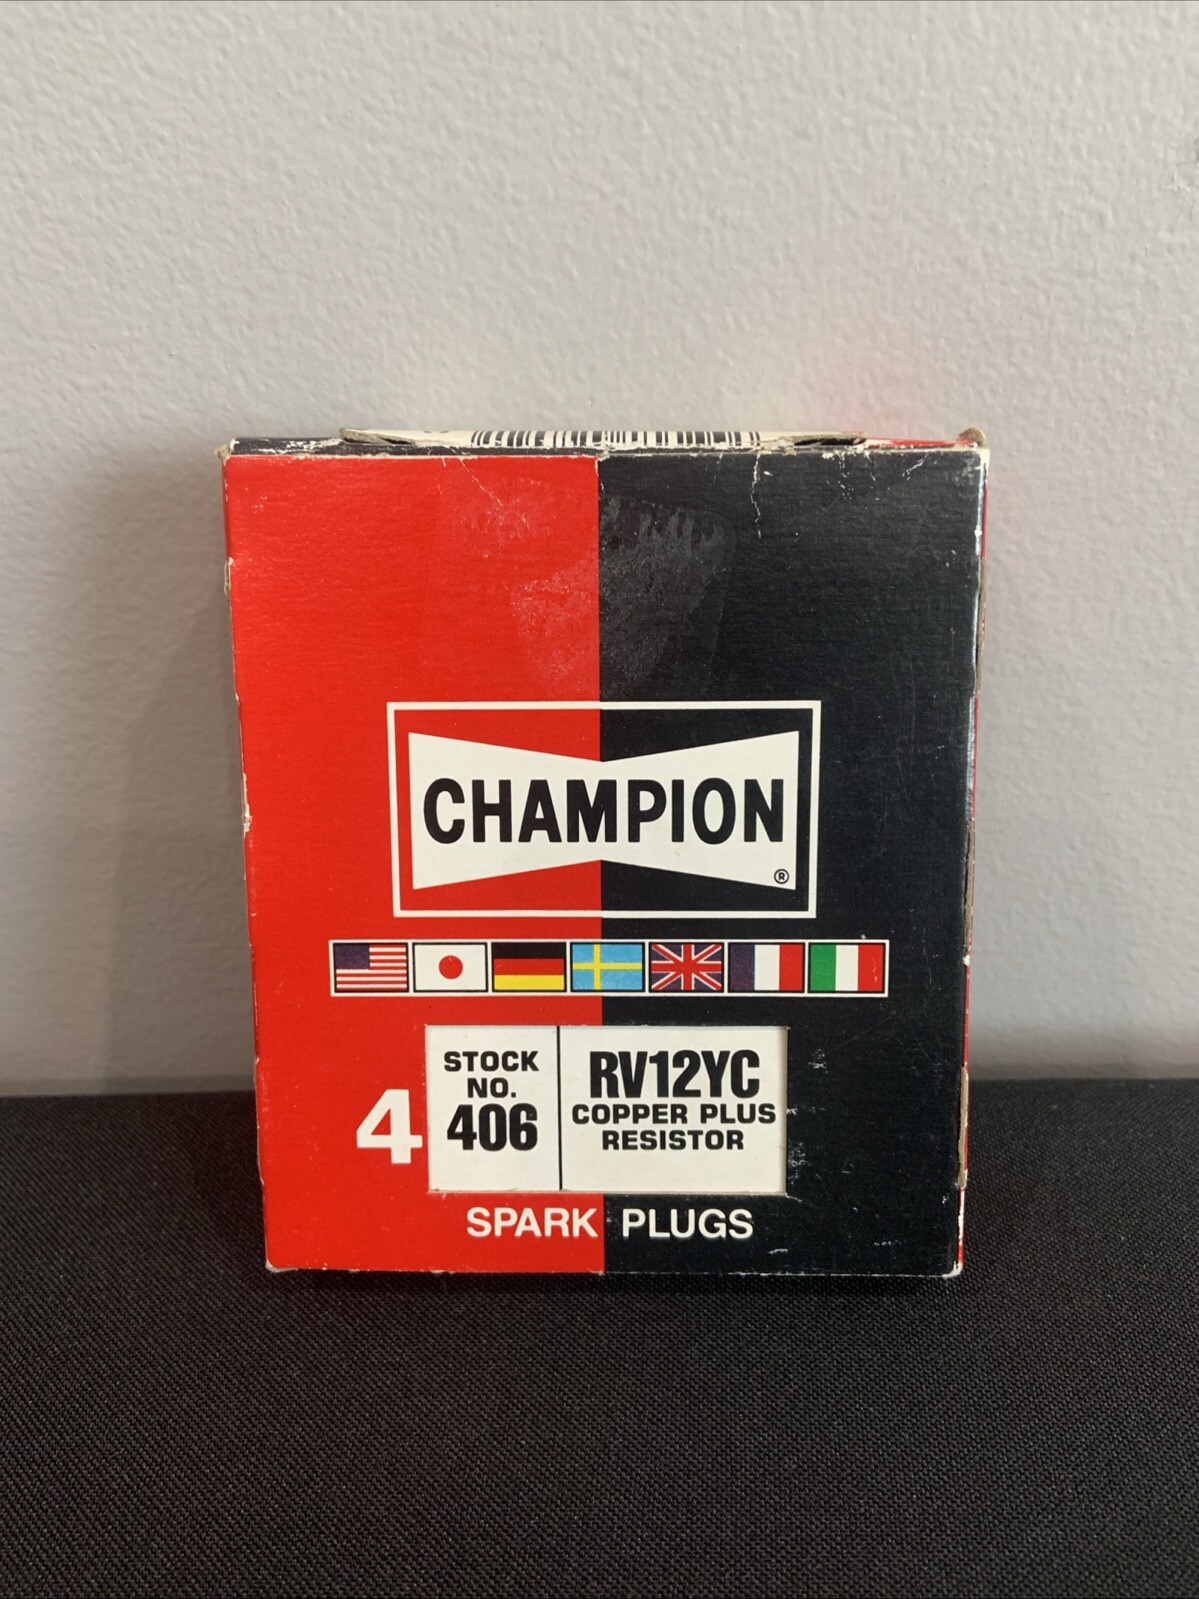 CHAMPION
®
4
STOCK
NO.
406
RV12YC
COPPER PLUS
RESISTOR
SPARK PLUGS